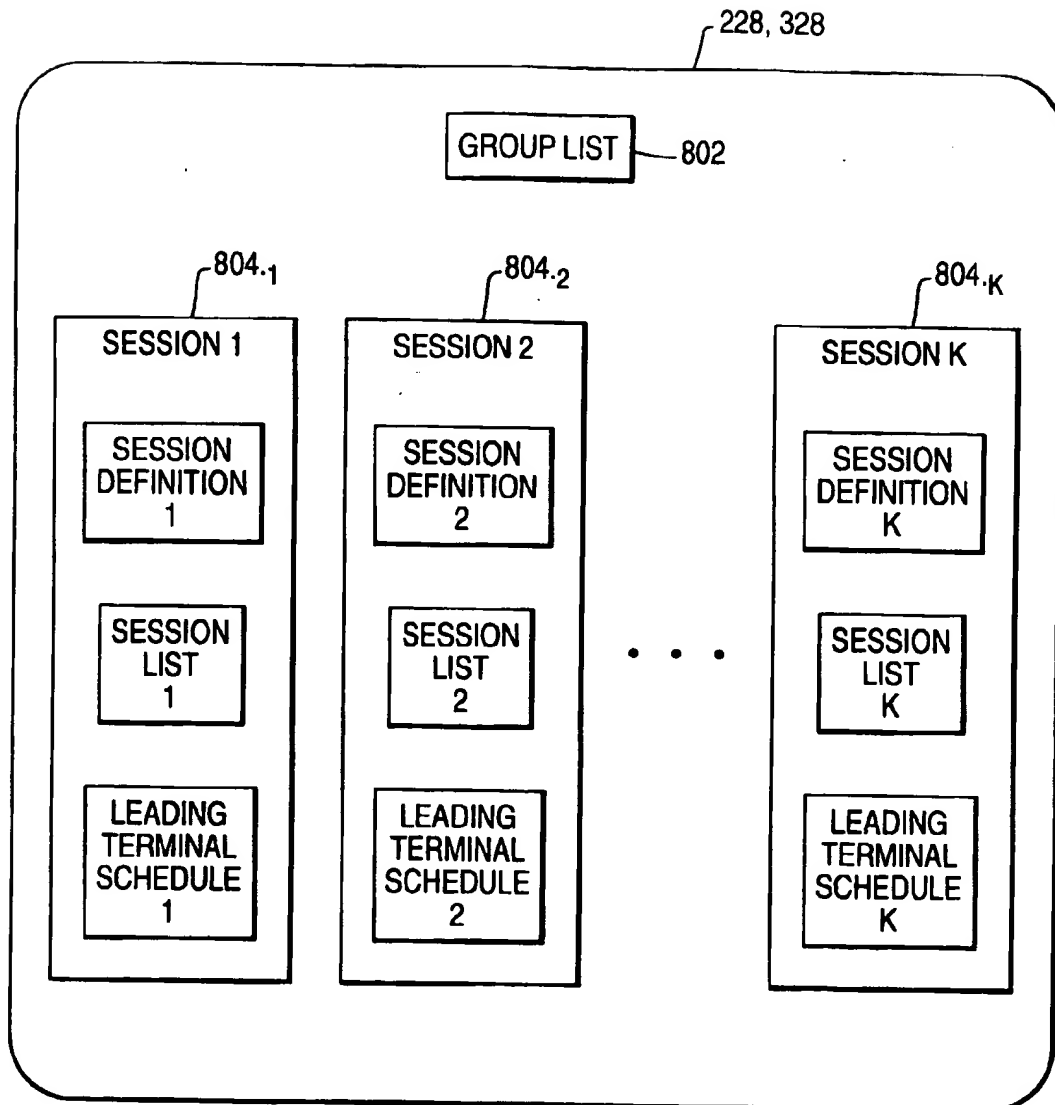 228, 328
GROUP LIST
802
804.1
804.2
804.K
SESSION 1
SESSION
DEFINITION
1
SESSION
LIST
1
LEADING
TERMINAL
SCHEDULE
1
SESSION 2
SESSION
DEFINITION
2
SESSION
LIST
2
LEADING
TERMINAL
SCHEDULE
2
• • •
SESSION K
SESSION
DEFINITION
K
SESSION
LIST
K
LEADING
TERMINAL
SCHEDULE
K